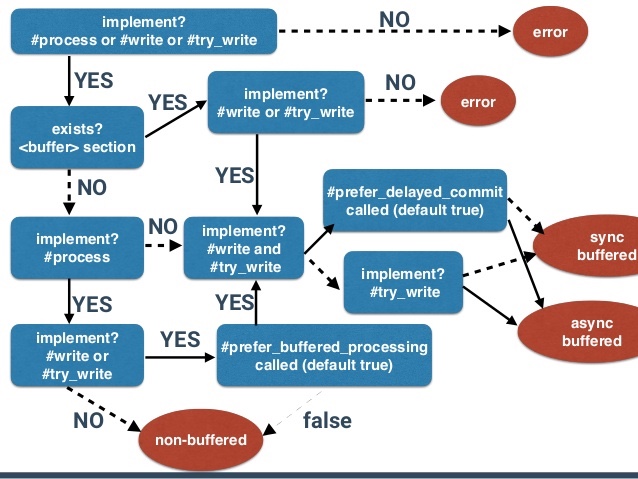 implement?
#process or #write or #try_write
NO
error
YES
YES
implement?
#write or #try_write
NO
error
exists?
<buffer> section
NO
YES
#prefer_delayed_commit
called (default true)
implement?
#process
NO
implement?
#write and
#try_write
sync
buffered
implement?
#try_write
YES
YES
async
buffered
implement?
#write or
#try_write
YES
#prefer_buffered_processing
called (default true)
NO
non-buffered
false